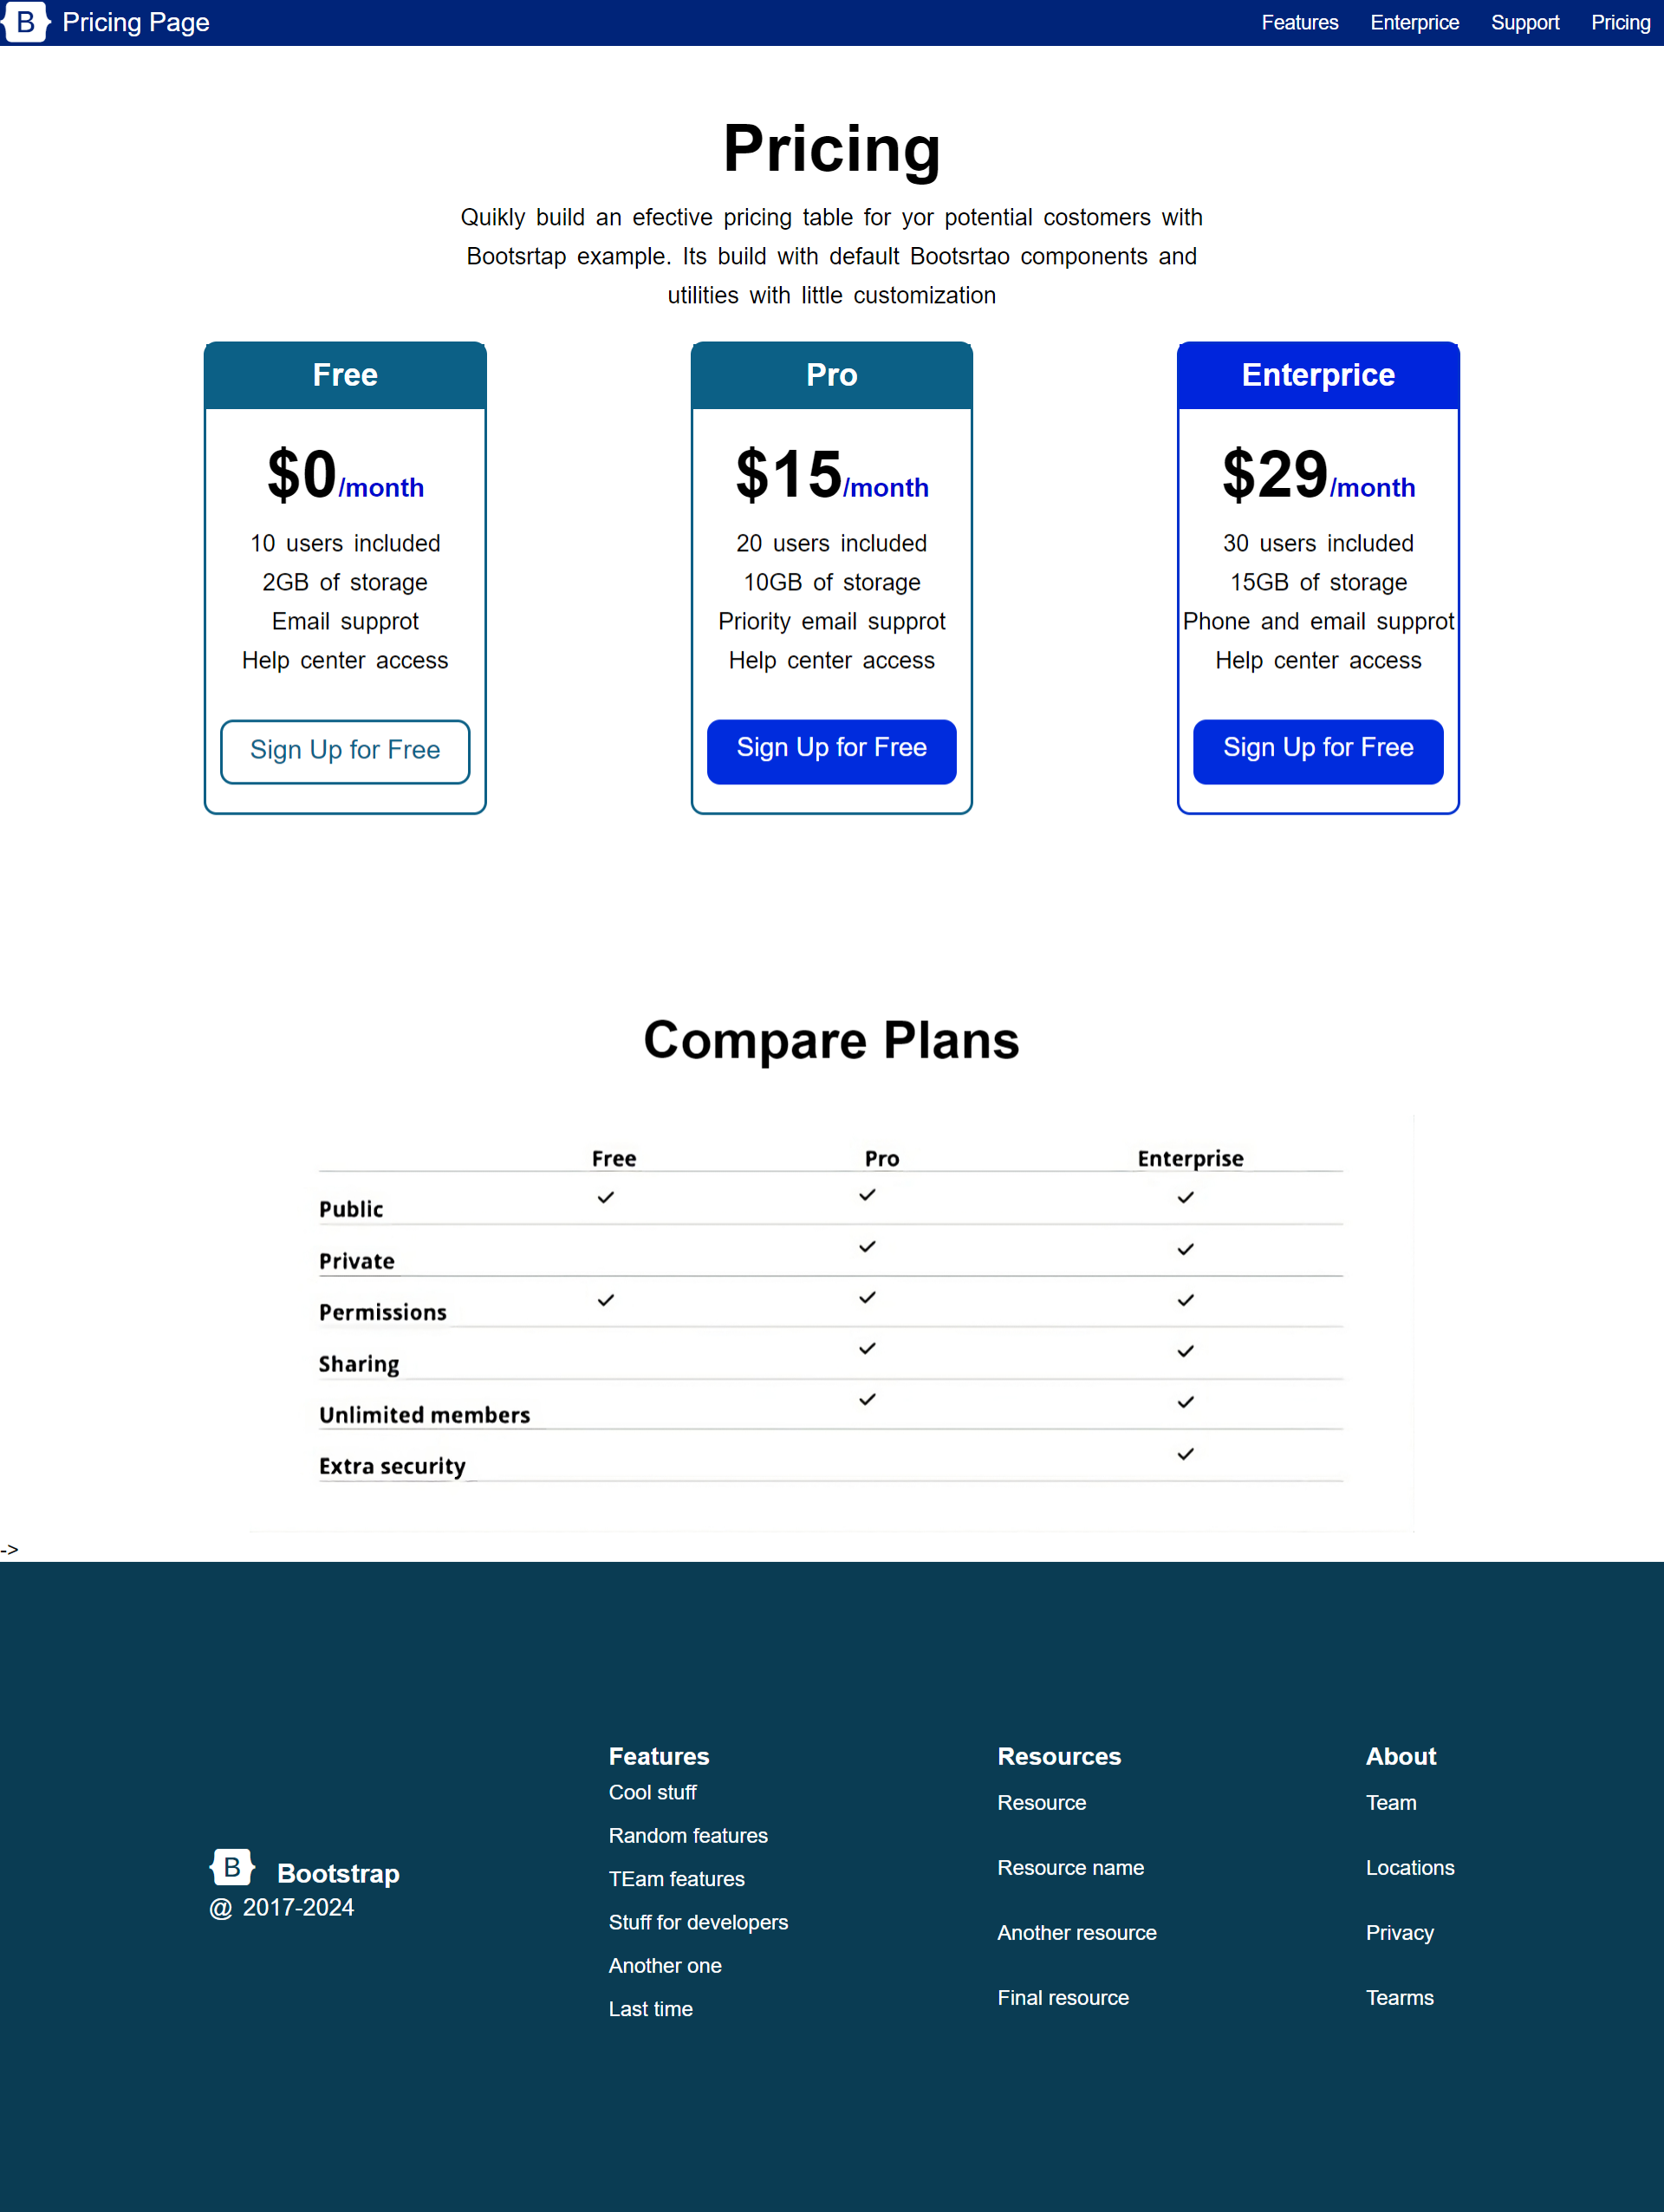 B Pricing Page Features Enterprice Support Pricing
Pricing
Quikly build an efective pricing table for yor potential costomers with
Bootsrtap example. Its build with default Bootsrtao components and
utilities with little customization
Free
$0/month
10 users included
2GB of storage
Email supprot
Help center access
Sign Up for Free
Pro
$15/month
20 users included
10GB of storage
Priority email supprot
Help center access
Sign Up for Free
Enterprice
$29/month
30 users included
15GB of storage
Phone and email supprot
Help center access
Sign Up for Free
Compare Plans
Free Pro Enterprise
Public
Private
Permissions
Sharing
Unlimited members
Extra security
->
B Bootstrap
@ 2017-2024
Features
Cool stuff
Random features
TEam features
Stuff for developers
Another one
Last time
Resources
Resource
Resource name
Another resource
Final resource
About
Team
Locations
Privacy
Tearms